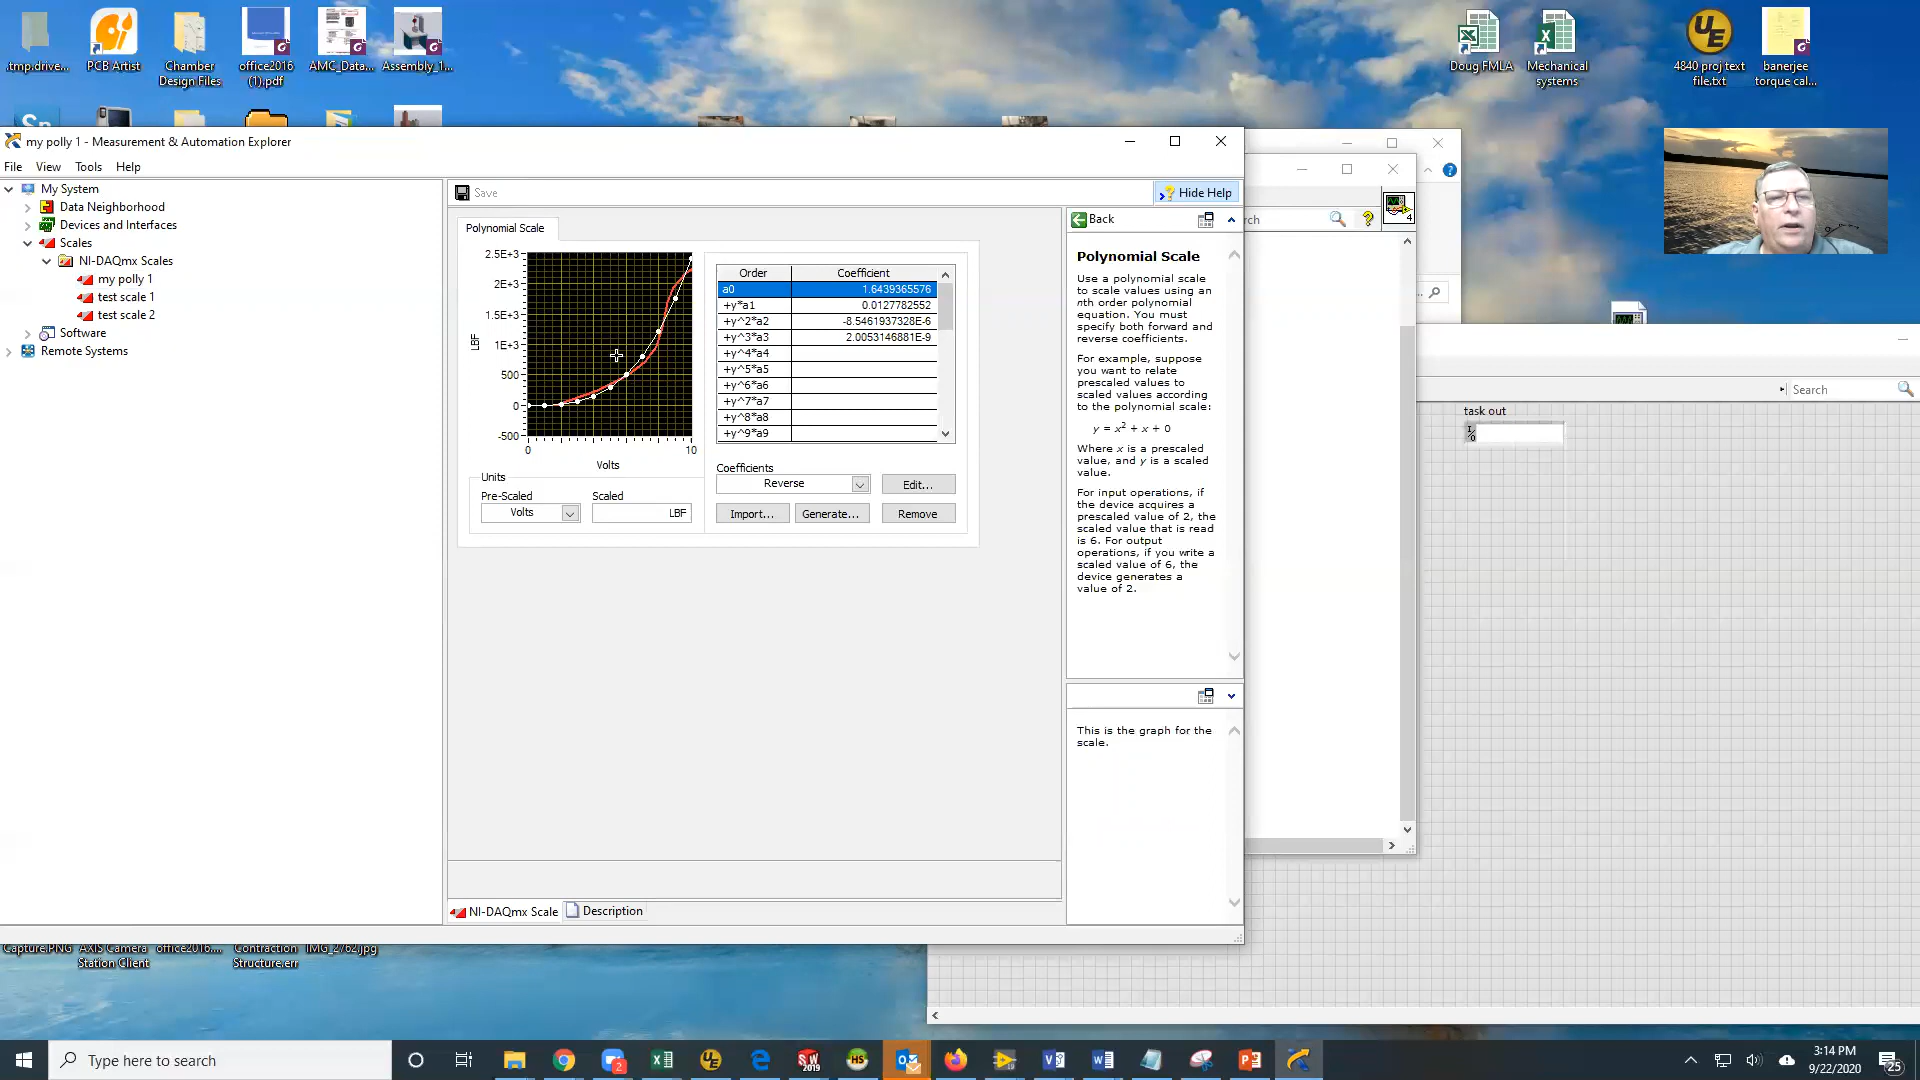 .tmp.drive...
PCB Artist
Chamber
Design Files
office2016
(1).pdf
AMC_Data...
Assembly_1...
Doug FMLA
Mechanical
systems
4840 proj text
file.txt
banerjee
torque cal...
my polly 1 - Measurement & Automation Explorer
File View Tools Help
My System
Data Neighborhood
Devices and Interfaces
Scales
NI-DAQmx Scales
my polly 1
test scale 1
test scale 2
Software
Remote Systems
Save
Hide Help
Polynomial Scale
2.5E+3
2E+3
1.5E+3
1E+3
500
0
-500
LBF
0
10
Volts
Order Coefficient
a0 1.6439365576
+y*a1 0.0127782552
+y^2*a2 -8.5461937328E-6
+y^3*a3 2.0053146881E-9
+y^4*a4
+y^5*a5
+y^6*a6
+y^7*a7
+y^8*a8
+y^9*a9
Units
Pre-Scaled
Volts
Scaled
LBF
Coefficients
Reverse
Edit...
Import...
Generate...
Remove
Back
Polynomial Scale
Use a polynomial scale
to scale values using an
nth order polynomial
equation. You must
specify both forward and
reverse coefficients.
For example, suppose
you want to relate
prescaled values to
scaled values according
to the polynomial scale:
y = x² + x + 0
Where x is a prescaled
value, and y is a scaled
value.
For input operations, if
the device acquires a
prescaled value of 2, the
scaled value that is read
is 6. For output
operations, if you write a
scaled value of 6, the
device generates a
value of 2.
This is the graph for the
scale.
NI-DAQmx Scale
Description
rch
4
Search
task out
Capture.PNG
AXIS Camera
Station Client
office2016....
Contraction
Structure.err
IMG_2762.jpg
Type here to search
2
2019
HS
3:14 PM
9/22/2020
25